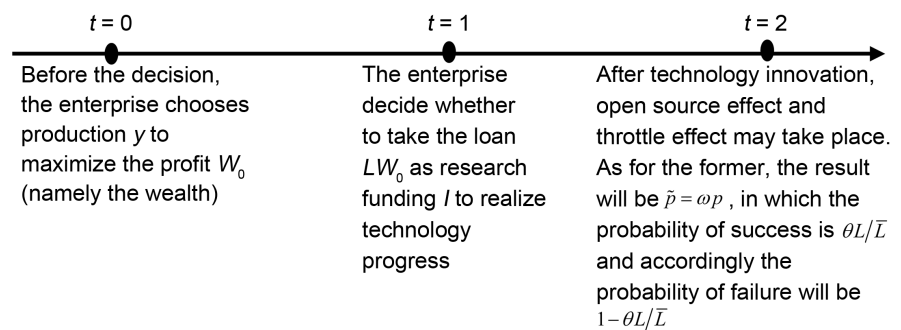 t = 0
Before the decision,
the enterprise chooses
production y to
maximize the profit W₀
(namely the wealth)
t = 1
The enterprise
decide whether
to take the loan
LW₀ as research
funding I to realize
technology
progress
t = 2
After technology innovation,
open source effect and
throttle effect may take place.
As for the former, the result
will be p̃ = ωp , in which the
probability of success is θL/L̅
and accordingly the
probability of failure will be
1−θL/L̅